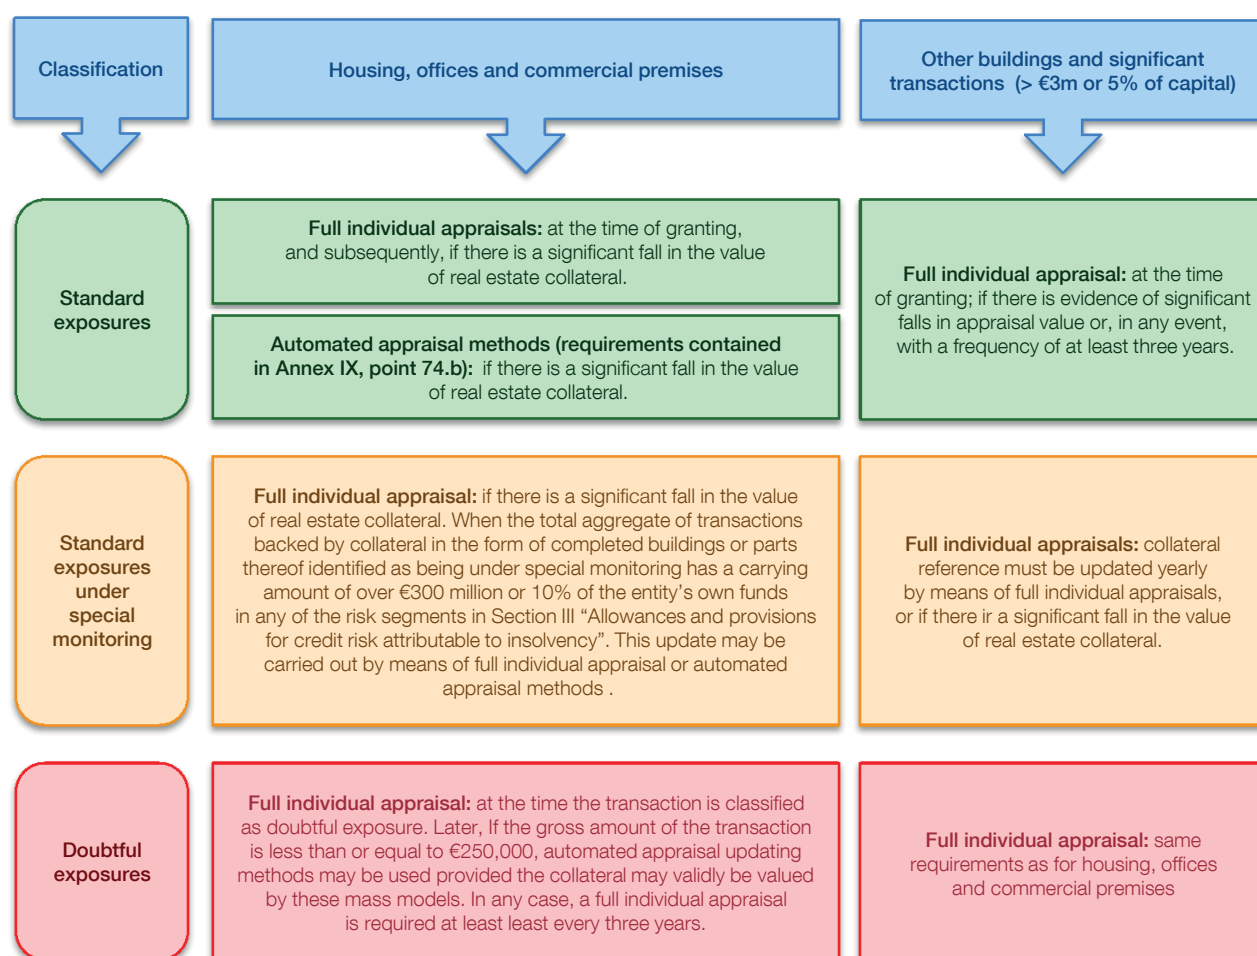 Classification
Housing, offices and commercial premises
Other buildings and significant
transactions (> €3m or 5% of capital)
Standard
exposures
Full individual appraisals: at the time of granting,
and subsequently, if there is a significant fall in the value
of real estate collateral.
Automated appraisal methods (requirements contained
in Annex IX, point 74.b): if there is a significant fall in the value
of real estate collateral.
Full individual appraisal: at the time
of granting; if there is evidence of significant
falls in appraisal value or, in any event,
with a frequency of at least three years.
Standard
exposures
under
special
monitoring
Full individual appraisal: if there is a significant fall in the value
of real estate collateral. When the total aggregate of transactions
backed by collateral in the form of completed buildings or parts
thereof identified as being under special monitoring has a carrying
amount of over €300 million or 10% of the entity's own funds
in any of the risk segments in Section III “Allowances and provisions
for credit risk attributable to insolvency”. This update may be
carried out by means of full individual appraisal or automated
appraisal methods .
Full individual appraisals: collateral
reference must be updated yearly
by means of full individual appraisals,
or if there ir a significant fall in the value
of real estate collateral.
Doubtful
exposures
Full individual appraisal: at the time the transaction is classified
as doubtful exposure. Later, If the gross amount of the transaction
is less than or equal to €250,000, automated appraisal updating
methods may be used provided the collateral may validly be valued
by these mass models. In any case, a full individual appraisal
is required at least least every three years.
Full individual appraisal: same
requirements as for housing, offices
and commercial premises